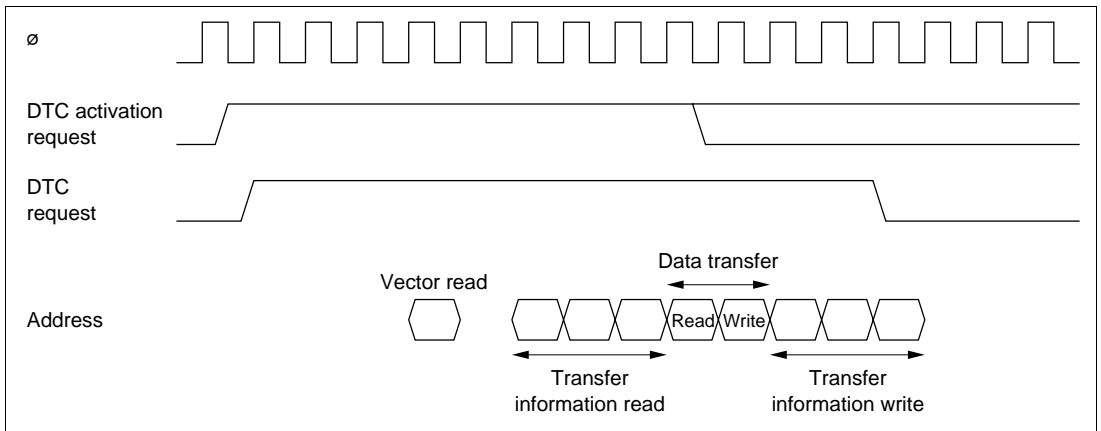 ø
DTC activation
request
DTC
request
Data transfer
Vector read
Address
Read
Write
Transfer
information read
Transfer
information write